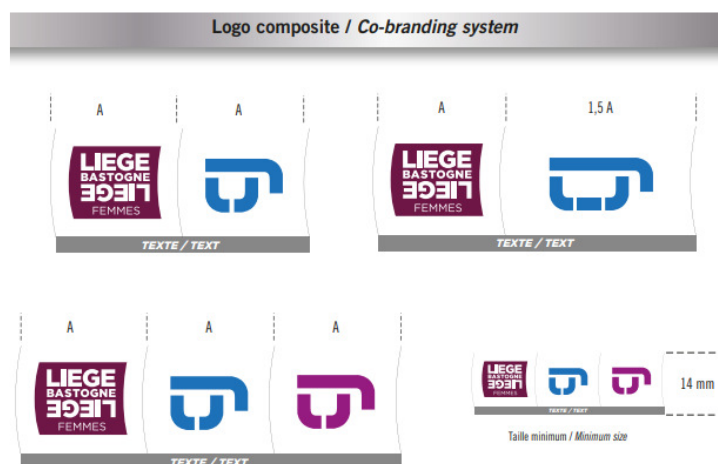 Logo composite / Co-branding system
A
A
A
1,5 A
LIEGE
BASTOGNE
LIEGE
FEMMES
TEXTE / TEXT
LIEGE
BASTOGNE
LIEGE
FEMMES
TEXTE / TEXT
A
A
A
LIEGE
BASTOGNE
LIEGE
FEMMES
TEXTE / TEXT
LIEGE
BASTOGNE
LIEGE
FEMMES
TEXTE / TEXT
14 mm
Taille minimum / Minimum size